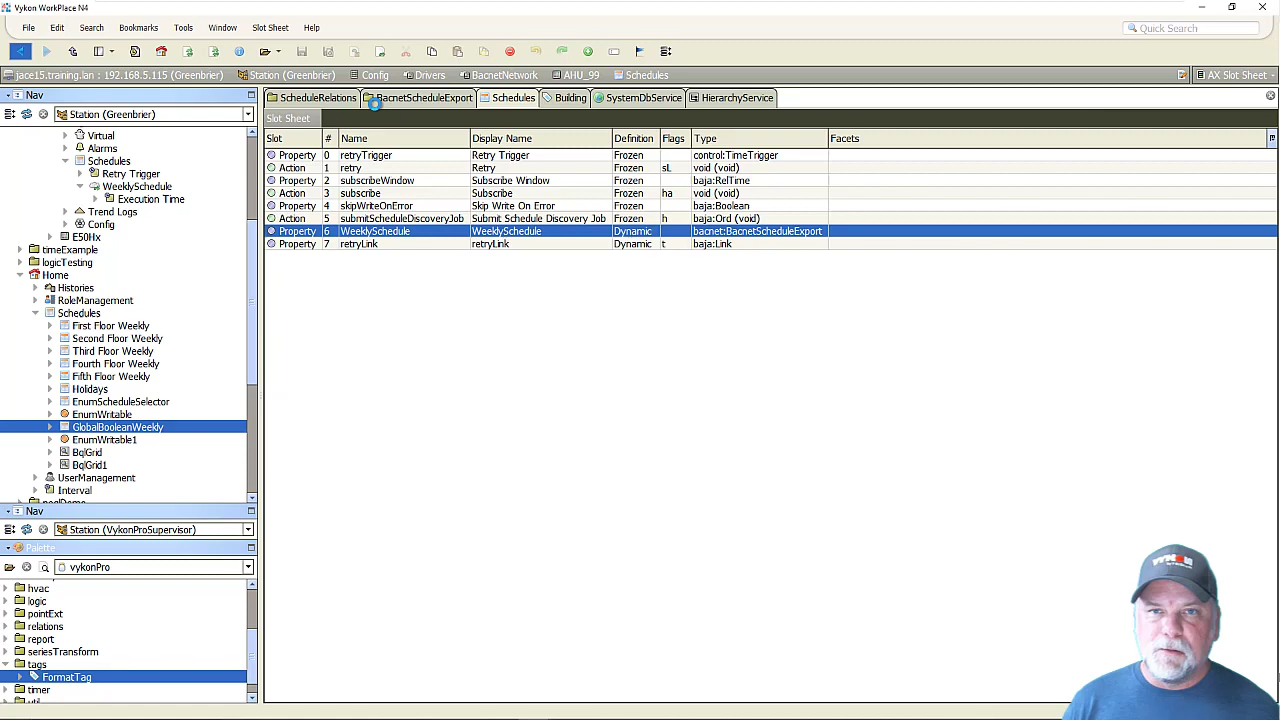 Vykon WorkPlace N4
File Edit Search Bookmarks Tools Window Slot Sheet Help
Quick Search
jace15.training.lan : 192.168.5.115 (Greenbrier) Station (Greenbrier) Config Drivers BacnetNetwork AHU_99 Schedules AX Slot Sheet
Nav
Station (Greenbrier)
Virtual
Alarms
Schedules
Retry Trigger
WeeklySchedule
Execution Time
Trend Logs
Config
E50Hx
timeExample
logicTesting
Home
Histories
RoleManagement
Schedules
First Floor Weekly
Second Floor Weekly
Third Floor Weekly
Fourth Floor Weekly
Fifth Floor Weekly
Holidays
EnumScheduleSelector
EnumWritable
GlobalBooleanWeekly
EnumWritable1
BqlGrid
BqlGrid1
UserManagement
Interval
Nav
Station (VykonProSupervisor)
Palette
vykonPro
hvac
logic
pointExt
relations
report
seriesTransform
tags
FormatTag
timer
util
ScheduleRelations BacnetScheduleExport Schedules Building SystemDbService HierarchyService
Slot Sheet
Slot # Name Display Name Definition Flags Type Facets
Property 0 retryTrigger Retry Trigger Frozen control:TimeTrigger
Action 1 retry Retry Frozen sL void (void)
Property 2 subscribeWindow Subscribe Window Frozen baja:RelTime
Action 3 subscribe Subscribe Frozen ha void (void)
Property 4 skipWriteOnError Skip Write On Error Frozen baja:Boolean
Action 5 submitScheduleDiscoveryJob Submit Schedule Discovery Job Frozen h baja:Ord (void)
Property 6 WeeklySchedule WeeklySchedule Dynamic bacnet:BacnetScheduleExport
Property 7 retryLink retryLink Dynamic t baja:Link